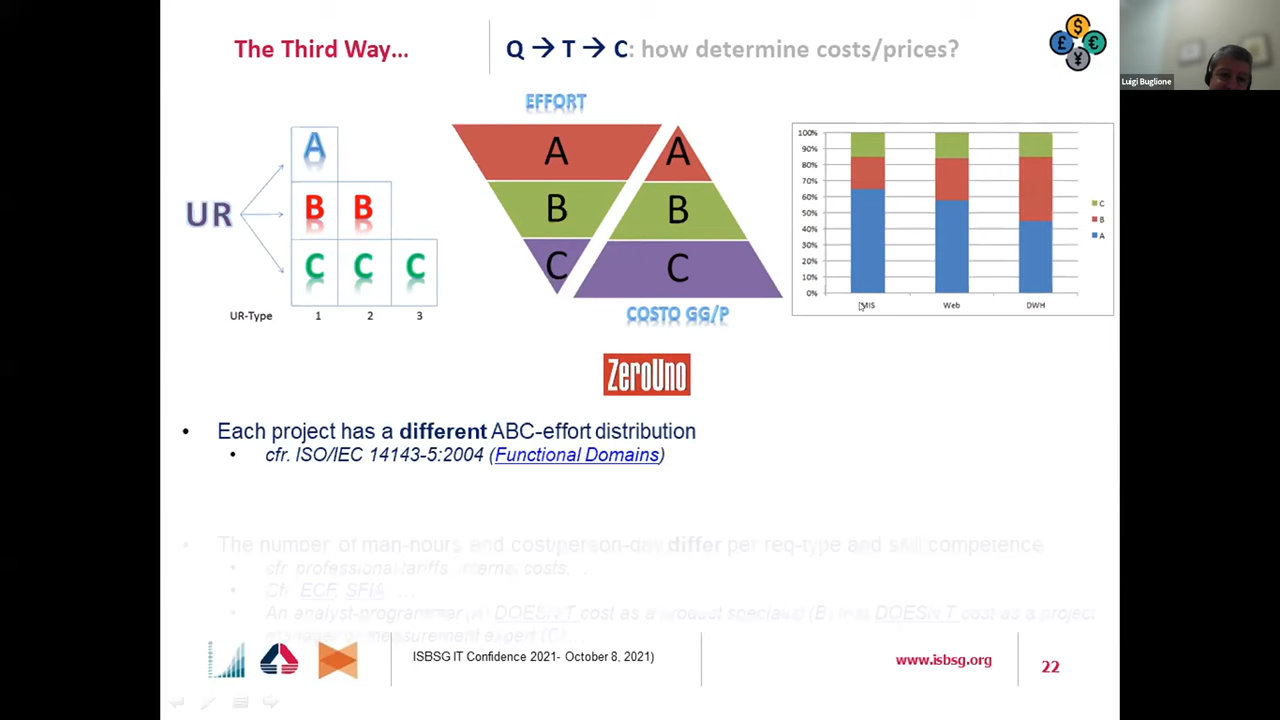 The Third Way...
Q → T → C: how determine costs/prices?
Luigi Buglione
EFFORT
A
B B
C C C
UR
UR-Type 1 2 3
A A
B B
C C
COSTO GG/P
100%
90%
80%
70%
60%
50%
40%
30%
20%
10%
0%
MIS Web DWH
C
B
A
ZeroUno
• Each project has a different ABC-effort distribution
• cfr. ISO/IEC 14143-5:2004 (Functional Domains)
• The number of man-hours and cost/person-day differ per req-type and skill competence
• cfr. professional tariffs, internal costs, ...
• Cfr. ECF, SFIA, ...
• An analyst-programmer (A) DOESN'T cost as a product specialist (B) that DOESN'T cost as a project
measurement expert (C)
ISBSG IT Confidence 2021- October 8, 2021)
www.isbsg.org
22